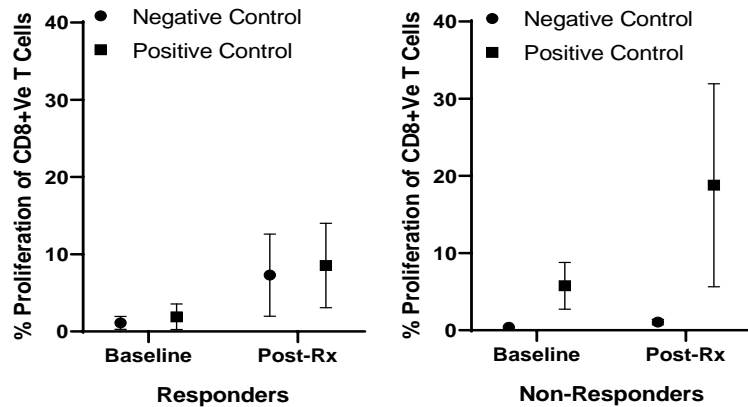 % Proliferation of CD8+Ve T Cells
40
30
20
10
0
Negative Control
Positive Control
Baseline
Post-Rx
Responders
% Proliferation of CD8+Ve T Cells
40
30
20
10
0
Negative Control
Positive Control
Baseline
Post-Rx
Non-Responders